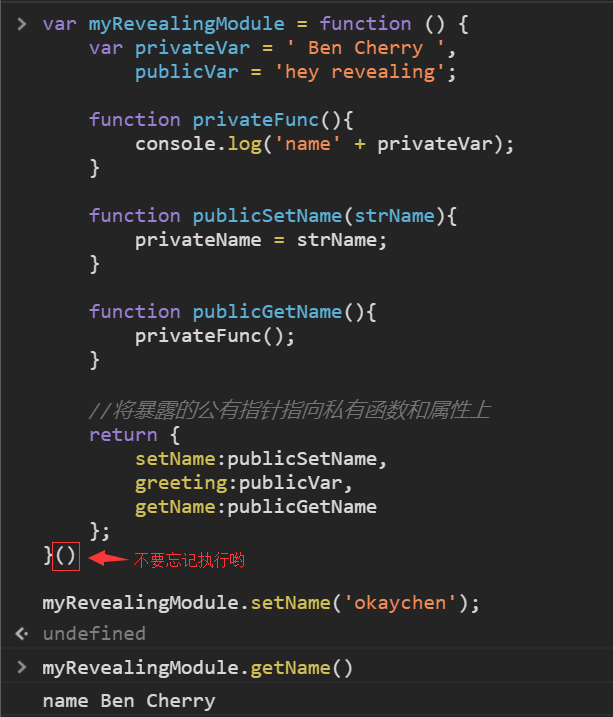 > var myRevealingModule = function () {
var privateVar = ' Ben Cherry ',
publicVar = 'hey revealing';
function privateFunc(){
console.log('name' + privateVar);
}
function publicSetName(strName){
privateName = strName;
}
function publicGetName(){
privateFunc();
}
//将暴露的公有指针指向私有函数和属性上
return {
setName:publicSetName,
greeting:publicVar,
getName:publicGetName
};
}() 不要忘记执行哟
myRevealingModule.setName('okaychen');
undefined
> myRevealingModule.getName()
name Ben Cherry